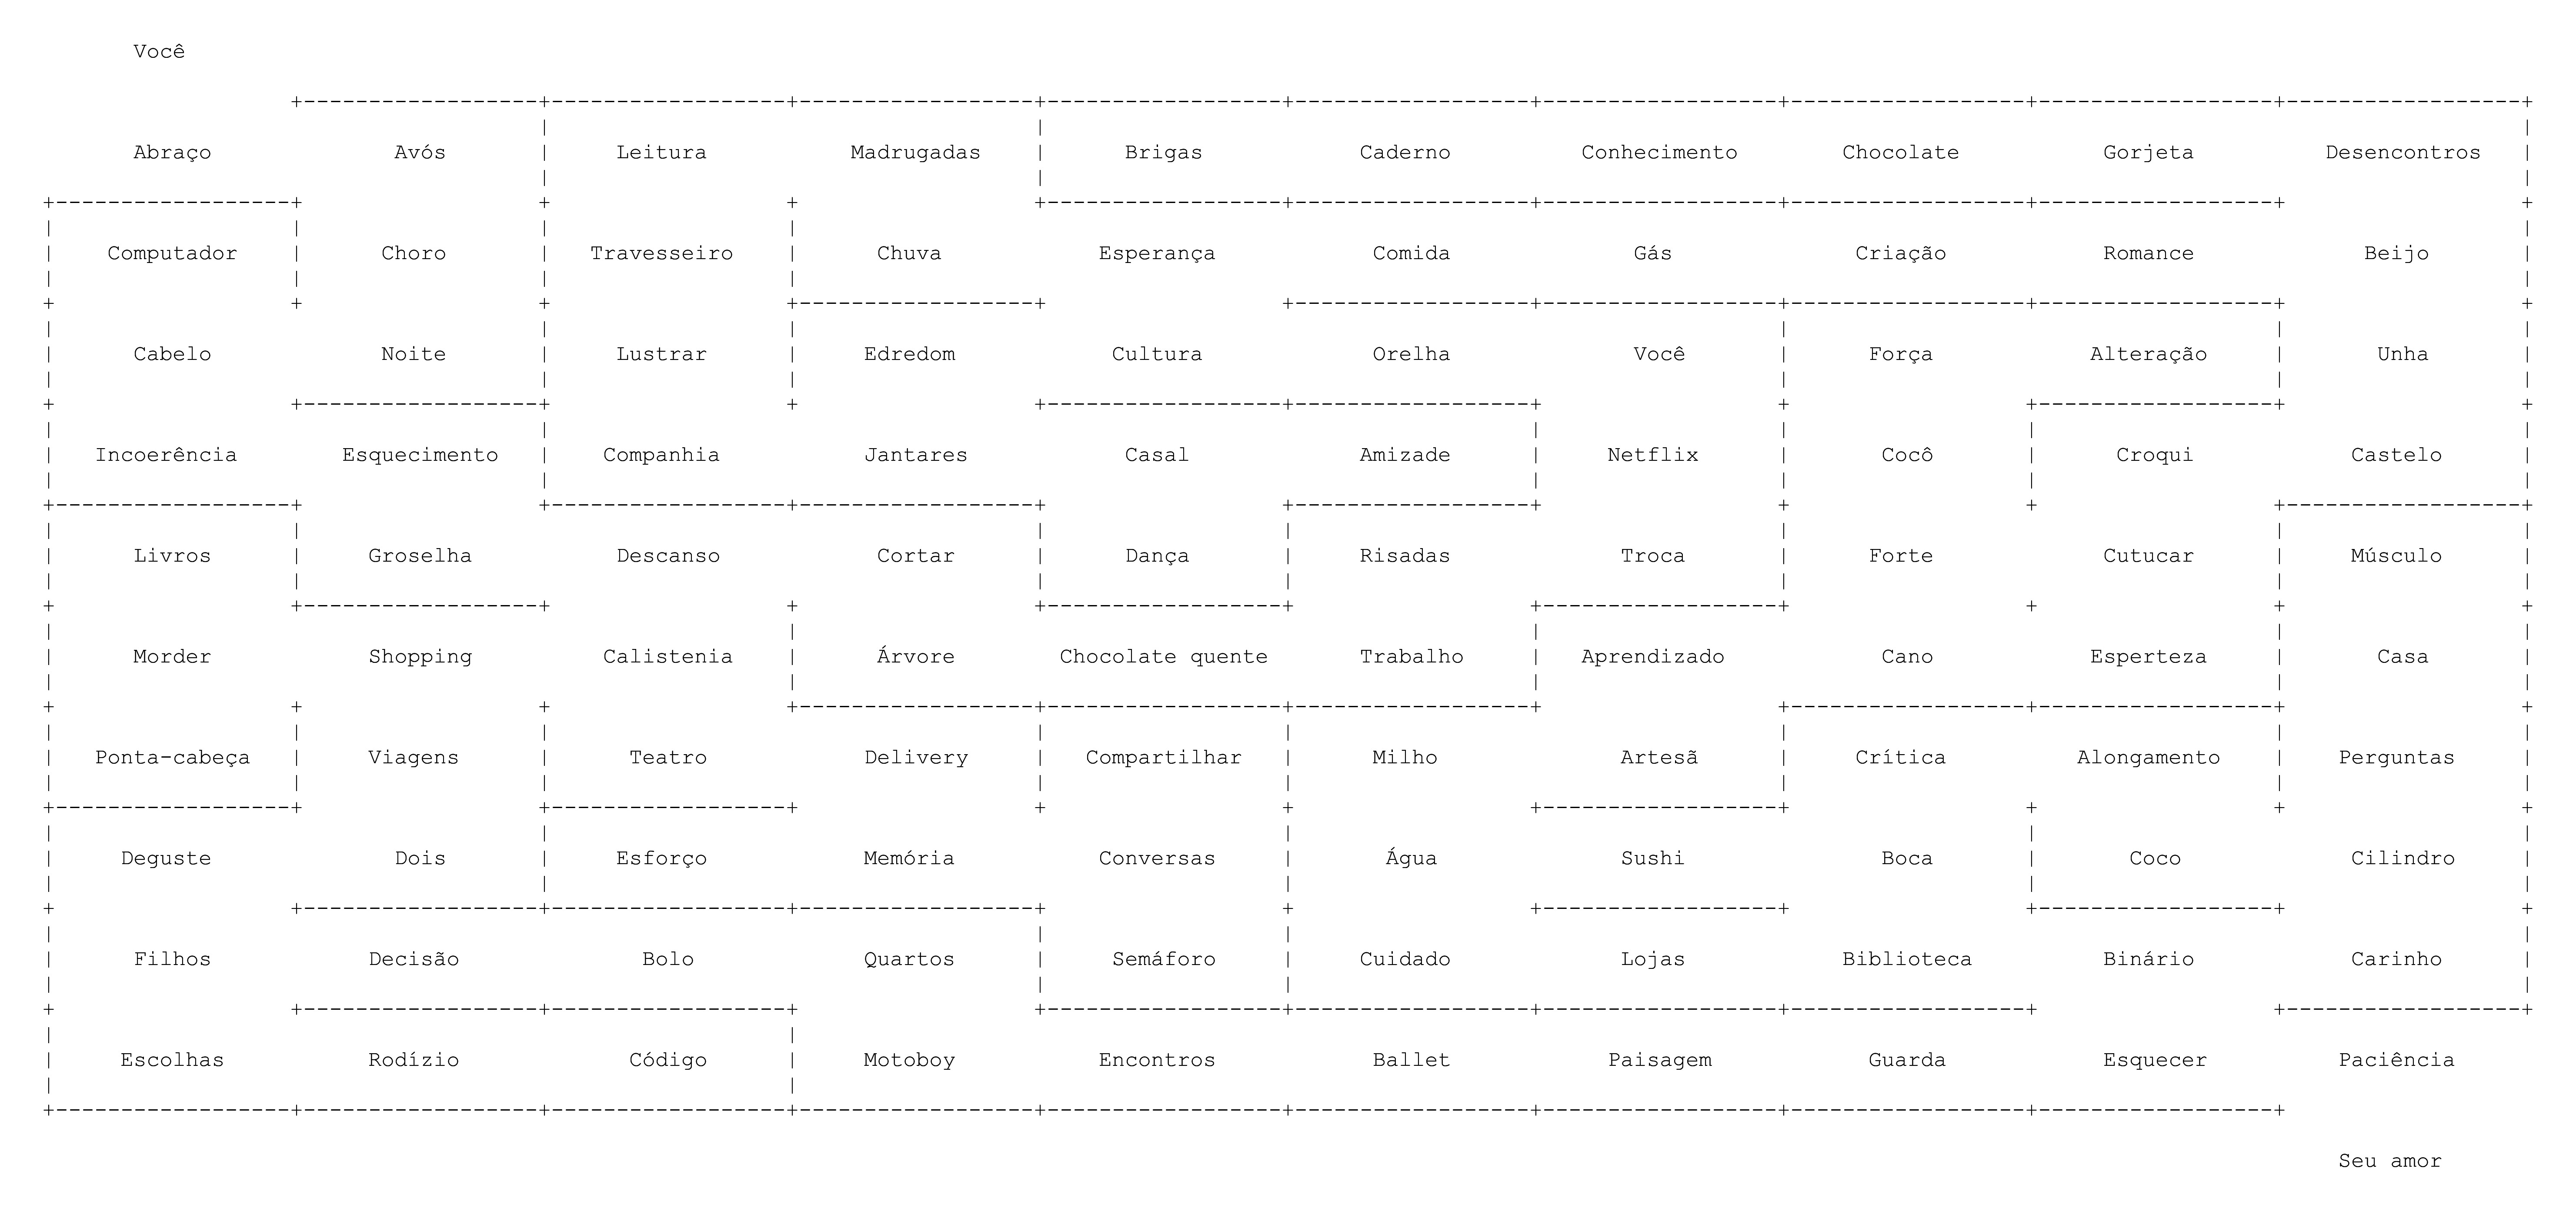 Você
Abraço Avós Leitura Madrugadas Brigas Caderno Conhecimento Chocolate Gorjeta Desencontros
Computador Choro Travesseiro Chuva Esperança Comida Gás Criação Romance Beijo
Cabelo Noite Lustrar Edredom Cultura Orelha Você Força Alteração Unha
Incoerência Esquecimento Companhia Jantares Casal Amizade Netflix Cocô Croqui Castelo
Livros Groselha Descanso Cortar Dança Risadas Troca Forte Cutucar Músculo
Morder Shopping Calistenia Árvore Chocolate quente Trabalho Aprendizado Cano Esperteza Casa
Ponta-cabeça Viagens Teatro Delivery Compartilhar Milho Artesã Crítica Alongamento Perguntas
Deguste Dois Esforço Memória Conversas Água Sushi Boca Coco Cilindro
Filhos Decisão Bolo Quartos Semáforo Cuidado Lojas Biblioteca Binário Carinho
Escolhas Rodízio Código Motoboy Encontros Ballet Paisagem Guarda Esquecer Paciência
Seu amor